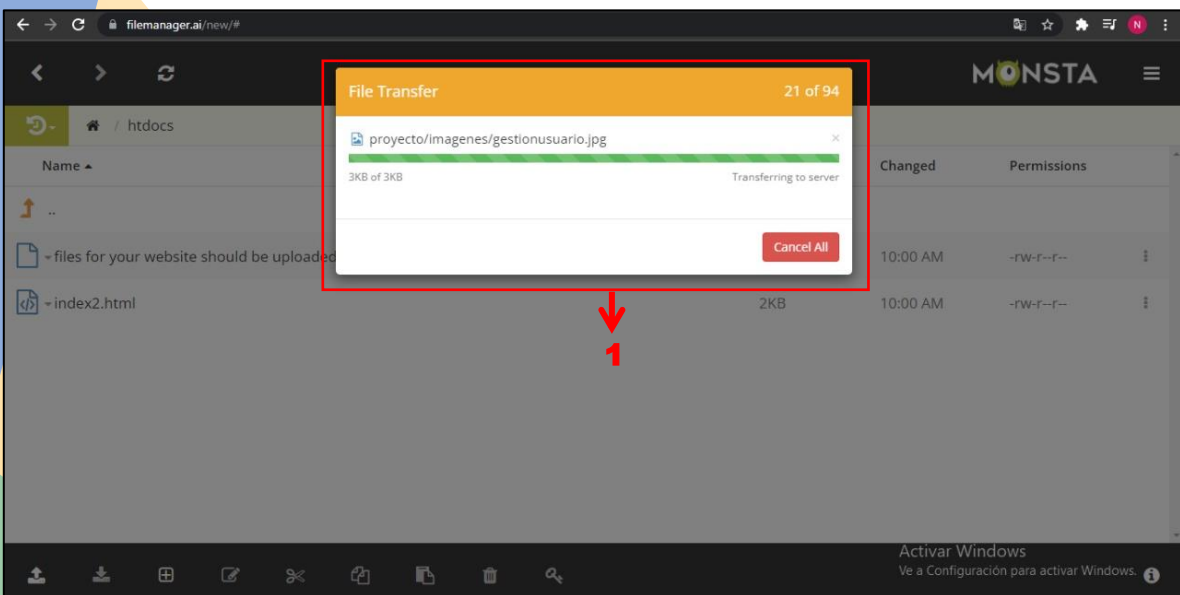 filemanager.ai/new/#
N
MONSTA
File Transfer 21 of 94
/ htdocs
proyecto/imagenes/gestionusuario.jpg ×
3KB of 3KB Transferring to server
Name Changed Permissions
..
Cancel All
files for your website should be uploaded 10:00 AM -rw-r--r--
index2.html 2KB 10:00 AM -rw-r--r--
1
Activar Windows
Ve a Configuración para activar Windows.